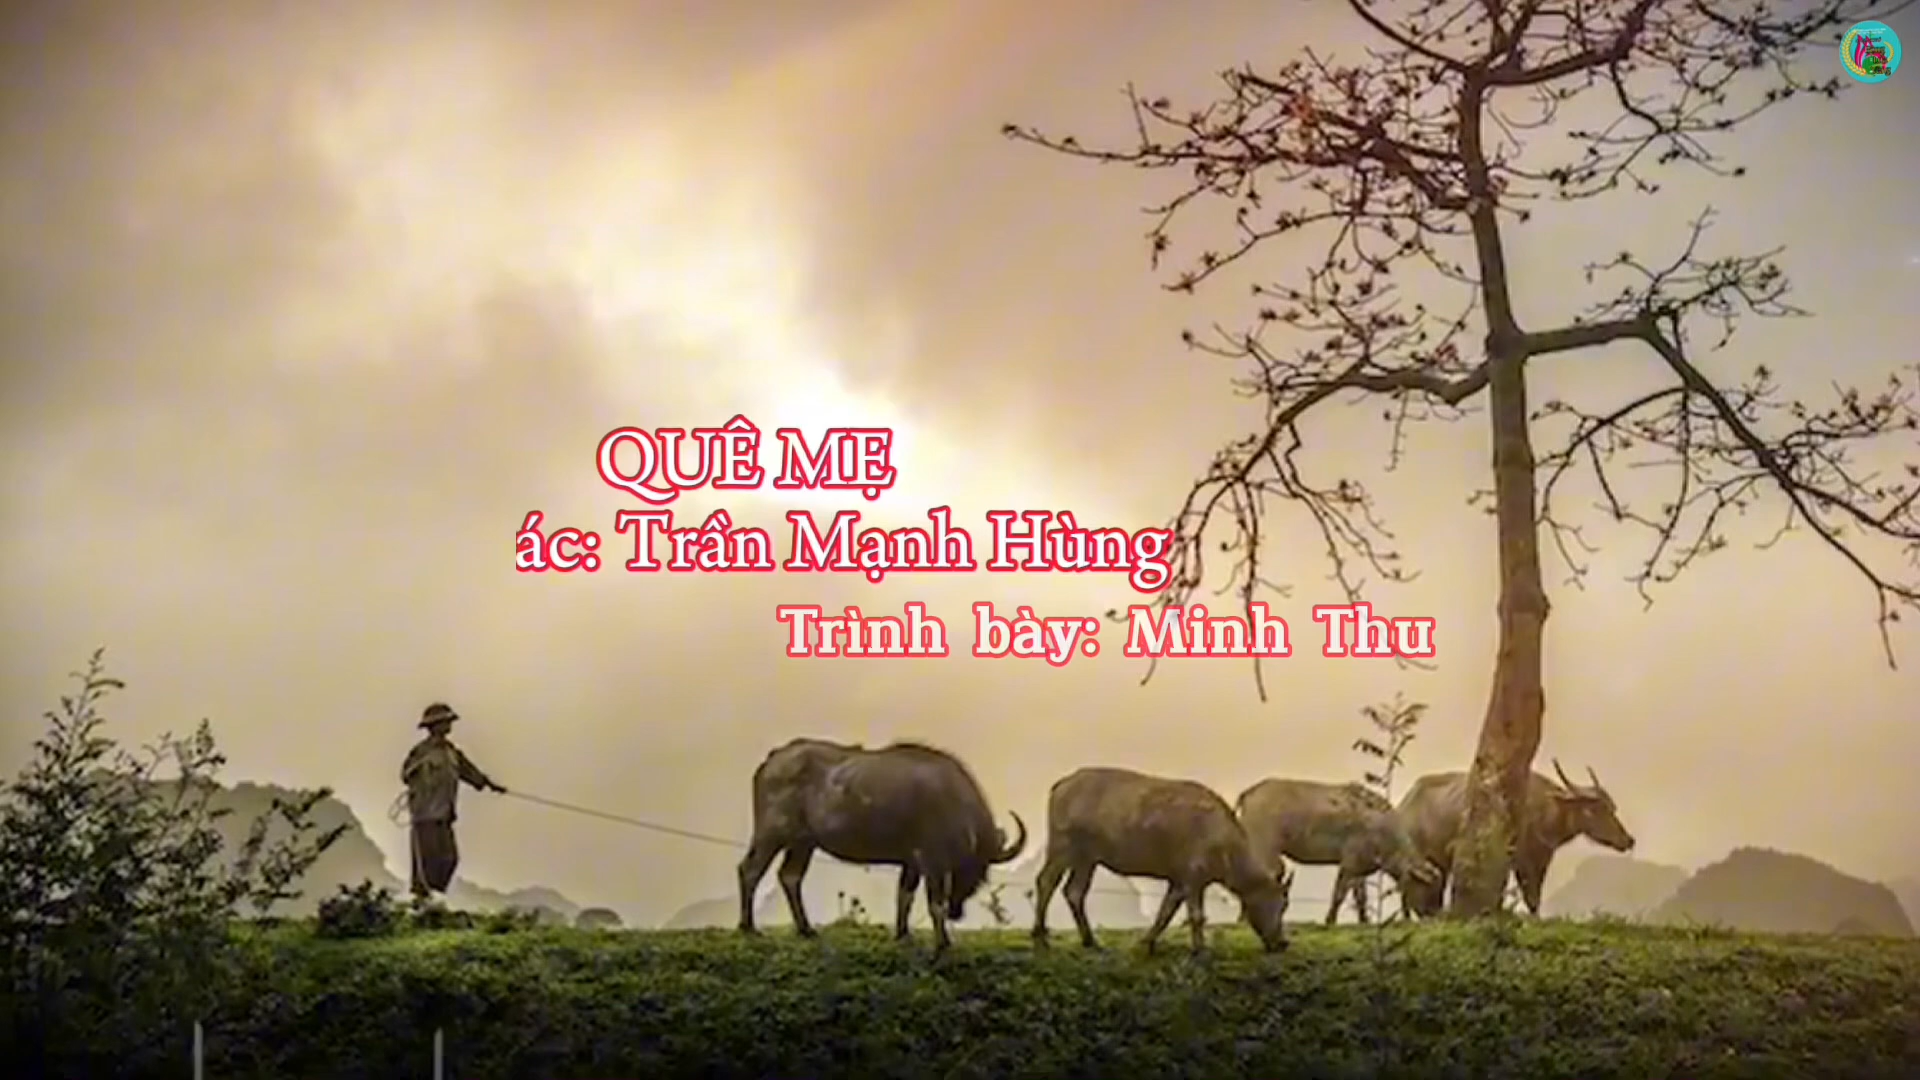 QUÊ MẸ
ác: Trần Mạnh Hùng
Trình bày: Minh Thu